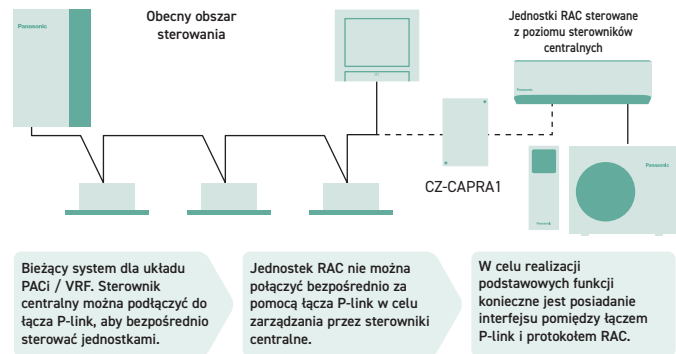 Panasonic
Obecny obszar
sterowania
Jednostki RAC sterowane
z poziomu sterowników
centralnych
Panasonic
CZ-CAPRA1
Panasonic
Panasonic
Bieżący system dla układu
PACi / VRF. Sterownik
centralny można podłączyć do
łącza P-link, aby bezpośrednio
sterować jednostkami.
Jednostek RAC nie można
połączyć bezpośrednio za
pomocą łącza P-link w celu
zarządzania przez sterowniki
centralne.
W celu realizacji
podstawowych funkcji
konieczne jest posiadanie
interfejsu pomiędzy łączem
P-link i protokołem RAC.